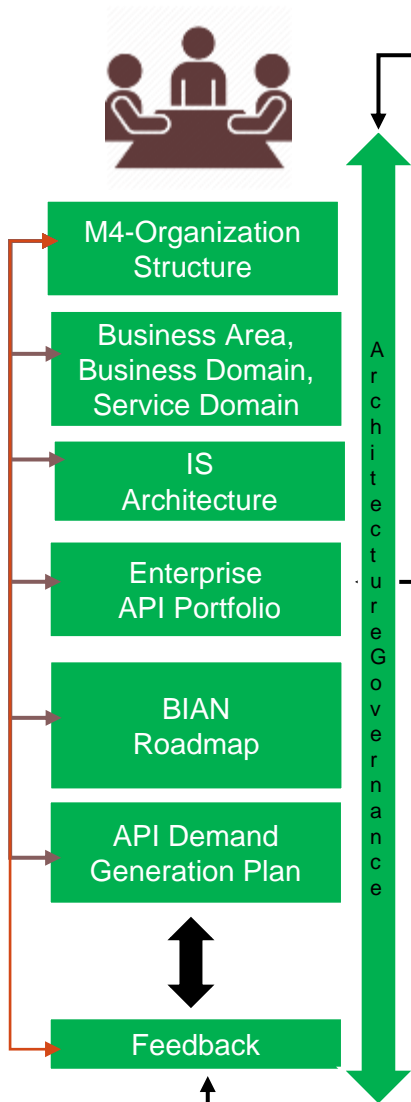 M4-Organization
Structure
Business Area,
Business Domain,
Service Domain
IS
Architecture
Enterprise
API Portfolio
BIAN
Roadmap
API Demand
Generation Plan
Feedback
ArchitectureGovernance